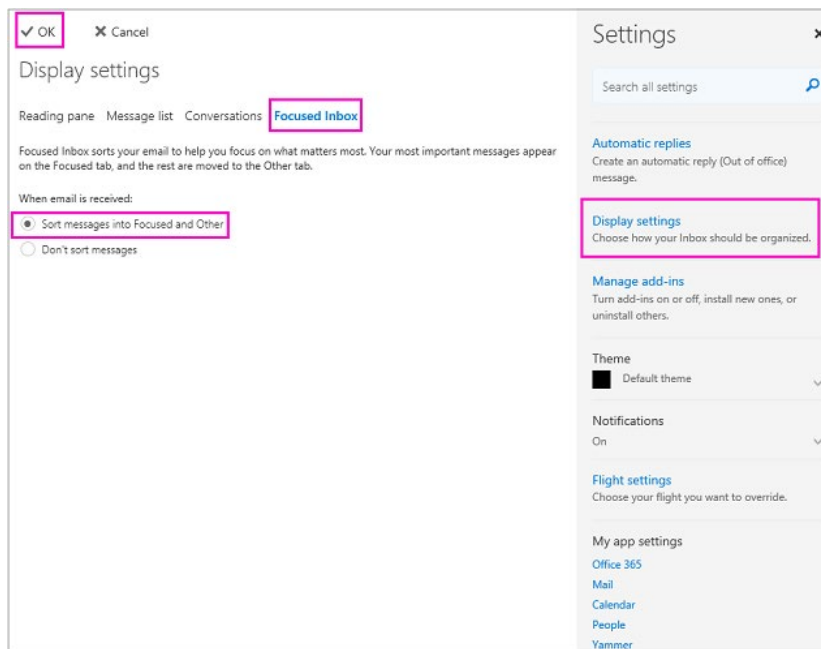 OK
Cancel
Display settings
Reading pane Message list Conversations Focused Inbox
Focused Inbox sorts your email to help you focus on what matters most. Your most important messages appear
on the Focused tab, and the rest are moved to the Other tab.
When email is received:
Sort messages into Focused and Other
Don't sort messages
Settings
Search all settings
Automatic replies
Create an automatic reply (Out of office)
message.
Display settings
Choose how your Inbox should be organized.
Manage add-ins
Turn add-ins on or off, install new ones, or
uninstall others.
Theme
Default theme
Notifications
On
Flight settings
Choose your flight you want to override.
My app settings
Office 365
Mail
Calendar
People
Yammer